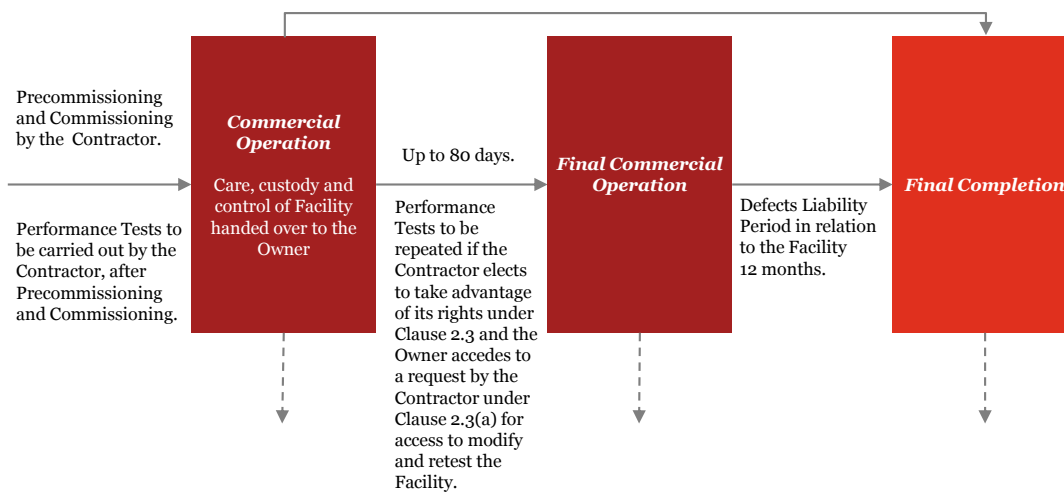 Precommissioning
and Commissioning
by the Contractor.
Performance Tests to
be carried out by the
Contractor, after
Precommissioning
and Commissioning.
Commercial
Operation
Care, custody and
control of Facility
handed over to the
Owner
Up to 80 days.
Performance
Tests to be
repeated if the
Contractor elects
to take advantage
of its rights under
Clause 2.3 and the
Owner accedes to
a request by the
Contractor under
Clause 2.3(a) for
access to modify
and retest the
Facility.
Final Commercial
Operation
Defects Liability
Period in relation
to the Facility
12 months.
Final Completion